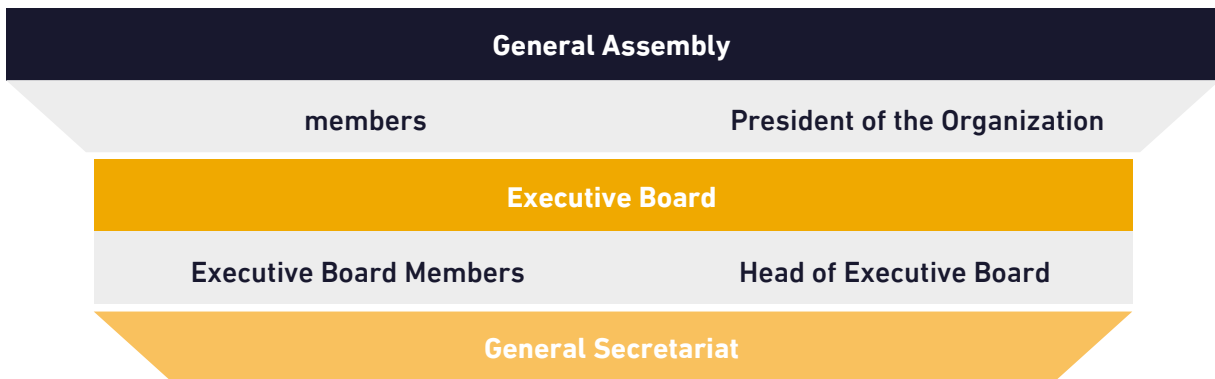 General Assembly
members President of the Organization
Executive Board
Executive Board Members Head of Executive Board
General Secretariat